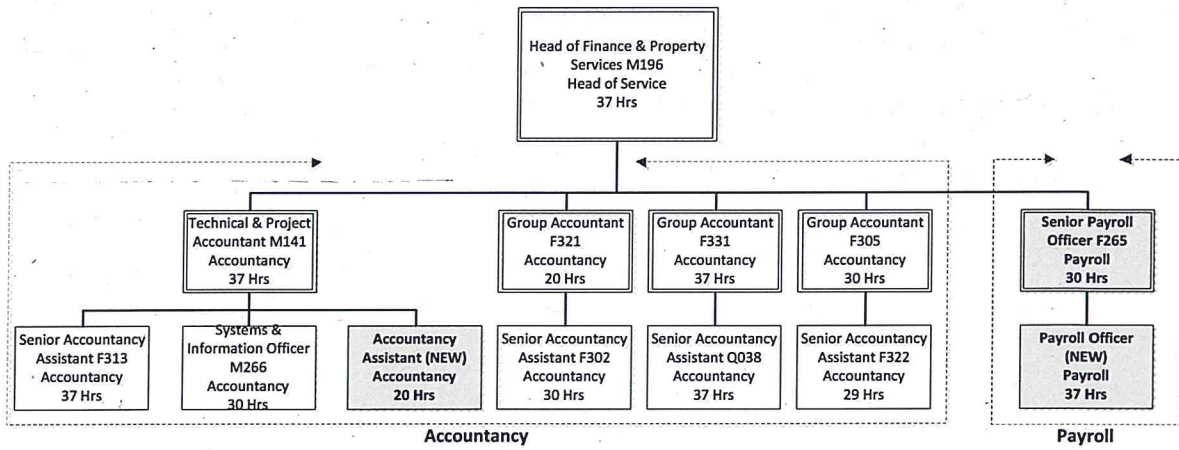 Head of Finance & Property
Services M196
Head of Service
37 Hrs
Technical & Project
Accountant M141
Accountancy
37 Hrs
Group Accountant
F321
Accountancy
20 Hrs
Group Accountant
F331
Accountancy
37 Hrs
Group Accountant
F305
Accountancy
30 Hrs
Senior Payroll
Officer F265
Payroll
30 Hrs
Senior Accountancy
Assistant F313
Accountancy
37 Hrs
Systems &
Information Officer
M266
Accountancy
30 Hrs
Accountancy
Assistant (NEW)
Accountancy
20 Hrs
Senior Accountancy
Assistant F302
Accountancy
30 Hrs
Senior Accountancy
Assistant Q038
Accountancy
37 Hrs
Senior Accountancy
Assistant F322
Accountancy
29 Hrs
Payroll Officer
(NEW)
Payroll
37 Hrs
Accountancy
Payroll